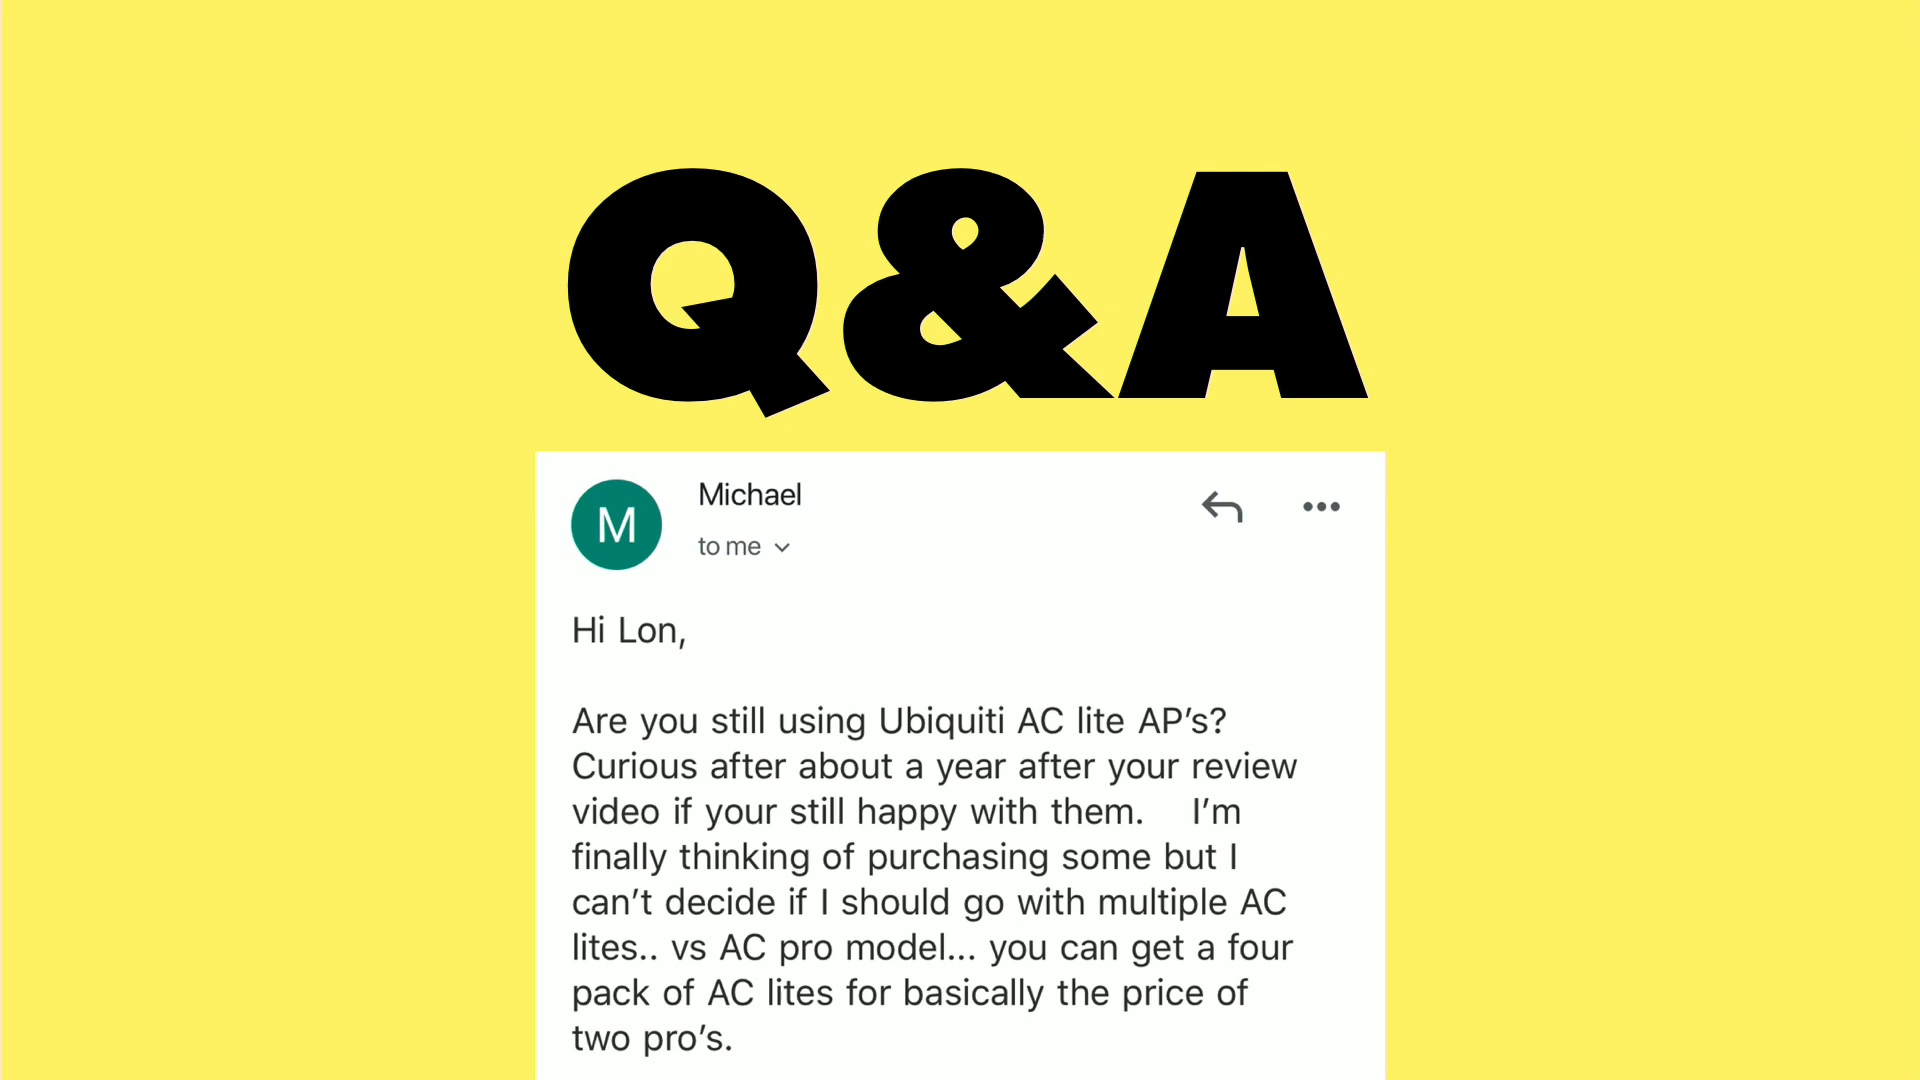 Q&A
M
Michael
to me
Hi Lon,
Are you still using Ubiquiti AC lite AP’s?
Curious after about a year after your review
video if your still happy with them. I’m
finally thinking of purchasing some but I
can’t decide if I should go with multiple AC
lites.. vs AC pro model... you can get a four
pack of AC lites for basically the price of
two pro’s.